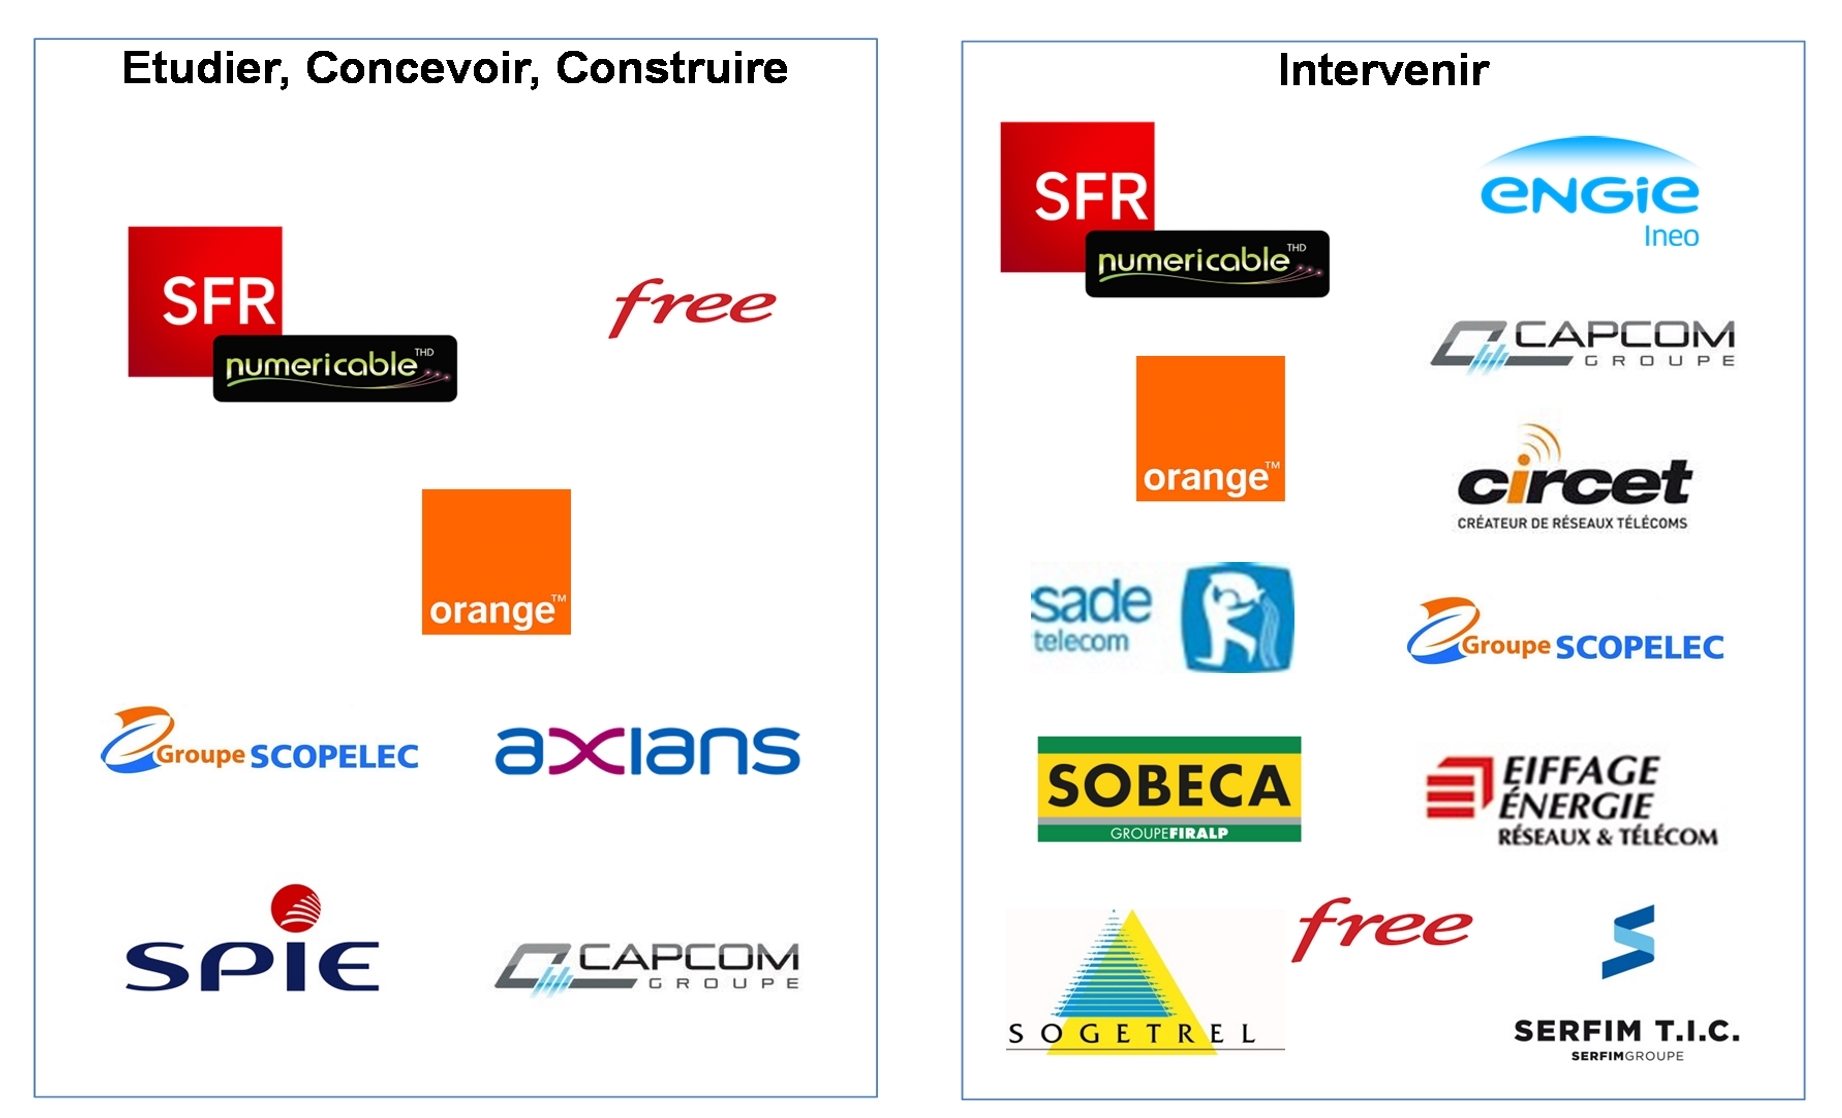 Etudier, Concevoir, Construire
SFR
numericable THD
free
orange™
Groupe SCOPELEC
axians
SPIE
CAPCOM
GROUPE
Intervenir
SFR
numericable THD
ENGIE
Ineo
CAPCOM
GROUPE
orange™
circet
CRÉATEUR DE RÉSEAUX TÉLÉCOMS
sade
telecom
Groupe SCOPELEC
SOBECA
GROUPEFIRALP
EIFFAGE
ÉNERGIE
RÉSEAUX & TÉLÉCOM
free
SOGETREL
SERFIM T.I.C.
SERFIMGROUPE